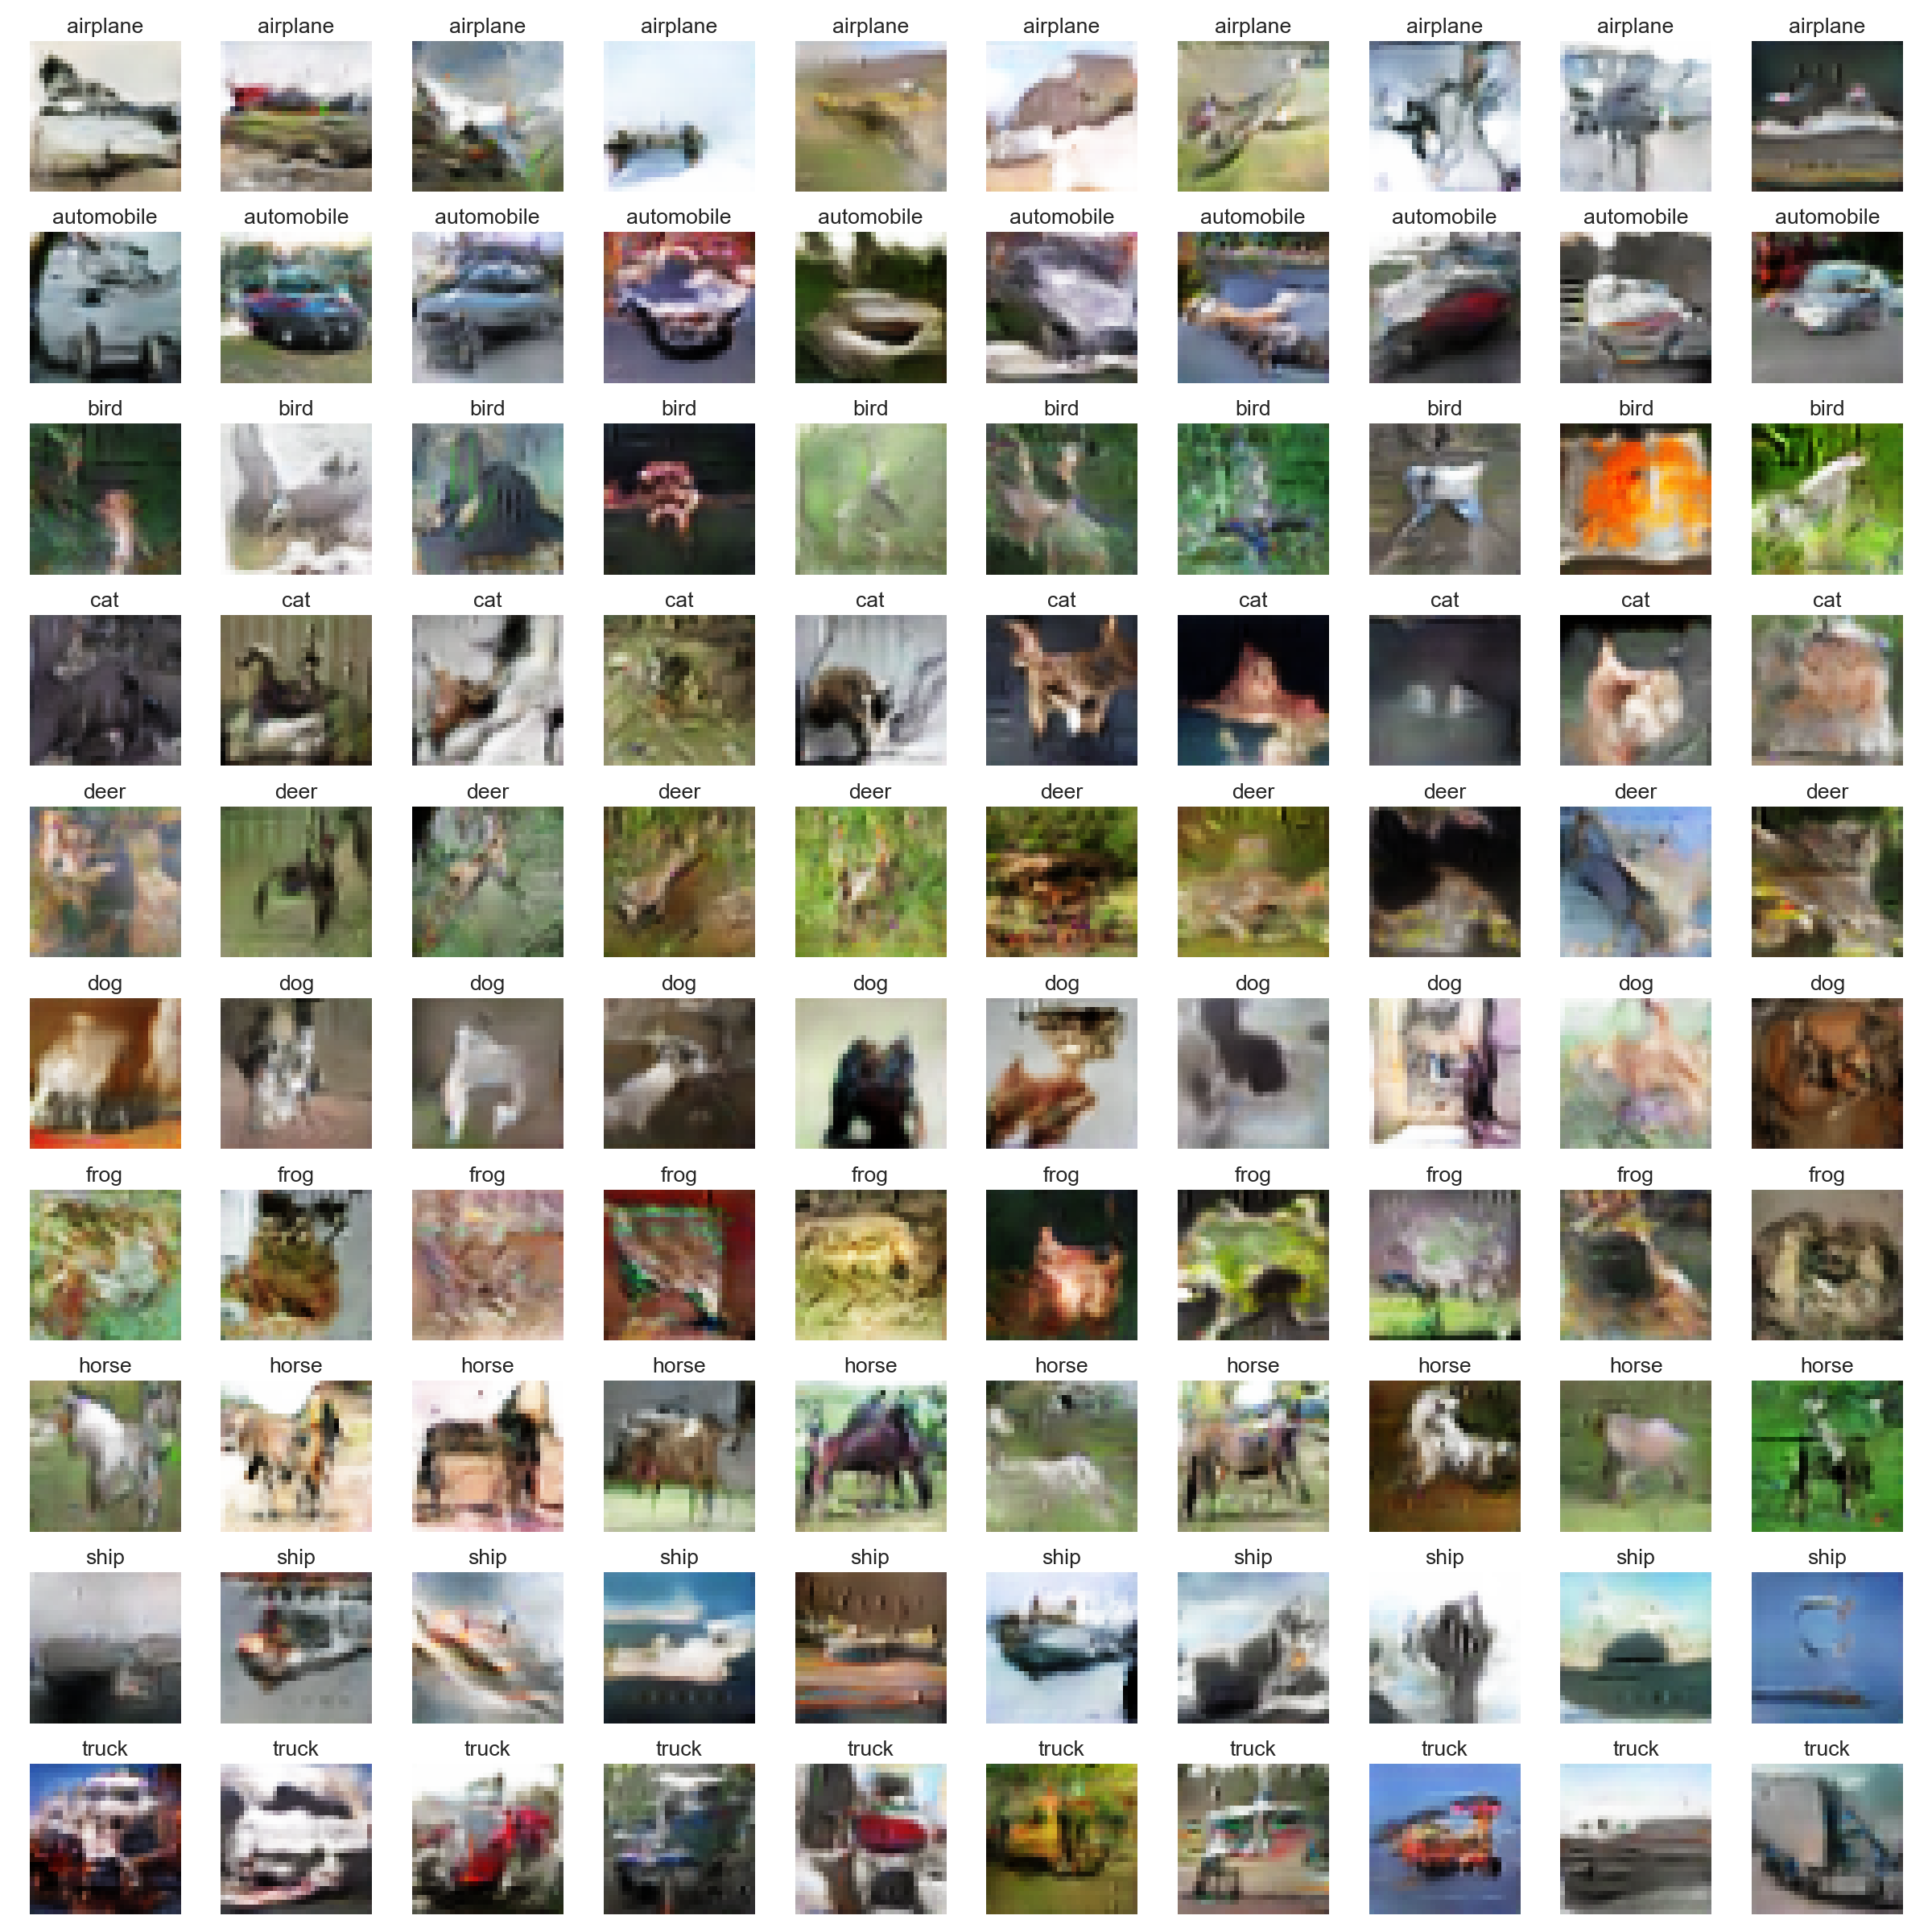 airplane airplane airplane airplane airplane airplane airplane airplane airplane airplane
automobile automobile automobile automobile automobile automobile automobile automobile automobile automobile
bird bird bird bird bird bird bird bird bird bird
cat cat cat cat cat cat cat cat cat cat
deer deer deer deer deer deer deer deer deer deer
dog dog dog dog dog dog dog dog dog dog
frog frog frog frog frog frog frog frog frog frog
horse horse horse horse horse horse horse horse horse horse
ship ship ship ship ship ship ship ship ship ship
truck truck truck truck truck truck truck truck truck truck